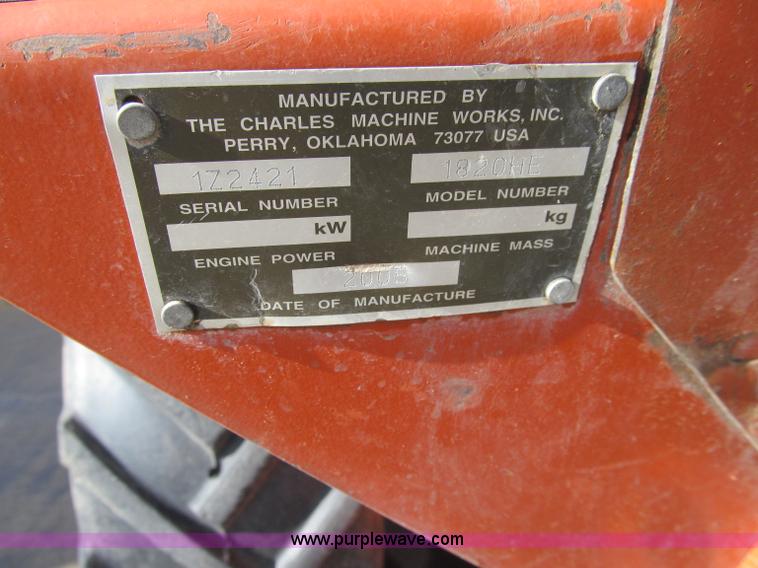 MANUFACTURED BY
THE CHARLES MACHINE WORKS, INC.
PERRY, OKLAHOMA 73077 USA
1Z2421 1820HE
SERIAL NUMBER MODEL NUMBER
kW kg
ENGINE POWER MACHINE MASS
DATE OF MANUFACTURE
www.purplewave.com